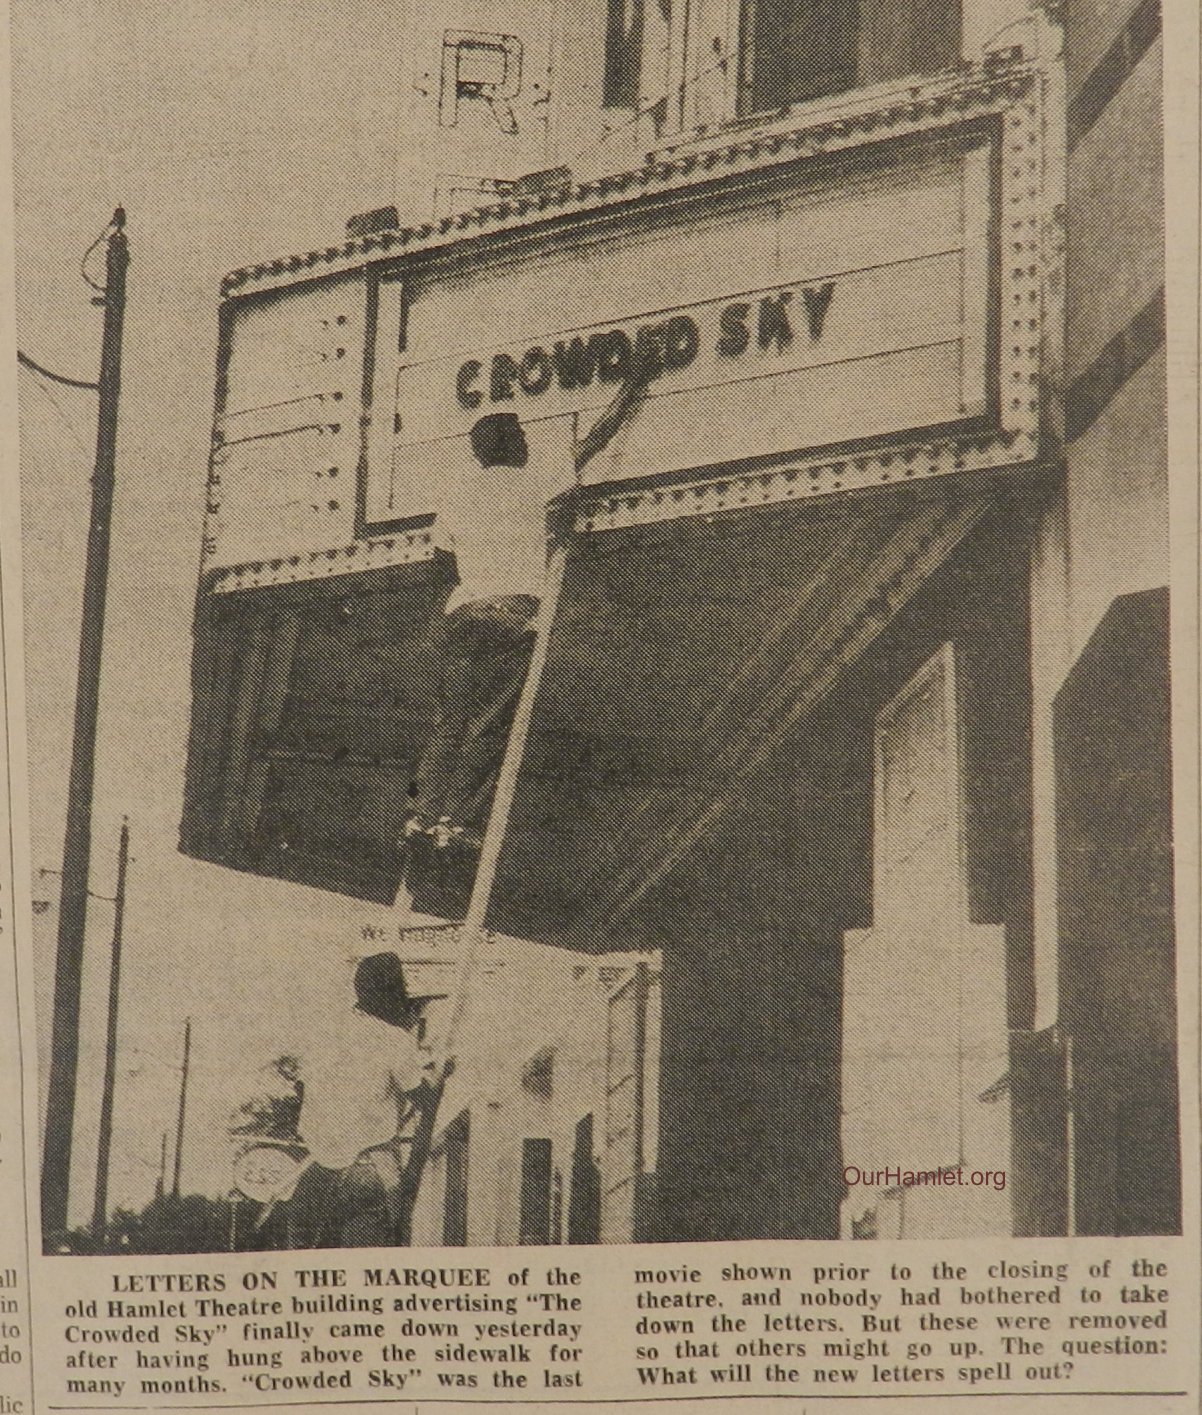 R
CROWDED SKY
ESS
OurHamlet.org
LETTERS ON THE MARQUEE of the
old Hamlet Theatre building advertising “The
Crowded Sky” finally came down yesterday
after having hung above the sidewalk for
many months. “Crowded Sky” was the last
movie shown prior to the closing of the
theatre, and nobody had bothered to take
down the letters. But these were removed
so that others might go up. The question:
What will the new letters spell out?
all
in
to
do
lic